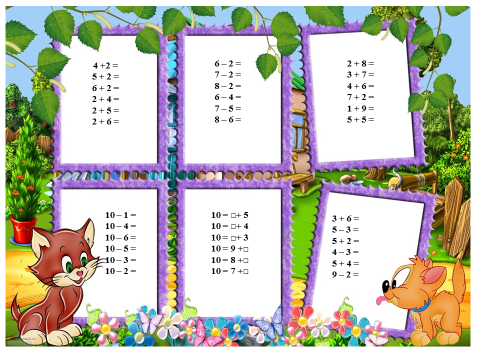 4 +2 =
5 + 2 =
6 + 2 =
2 + 4 =
2 + 5 =
2 + 6 =
6 – 2 =
7 – 2 =
8 – 2 =
6 – 4 =
7 – 5 =
8 – 6 =
2 + 8 =
3 + 7 =
4 + 6 =
7 + 2 =
1 + 9 =
5 + 5 =
10 – 1 =
10 – 4 =
10 – 6 =
10 – 5 =
10 – 3 =
10 – 2 =
10 = □+ 5
10 = □+ 4
10 = □+ 3
10 = 9 +□
10 = 8 +□
10 = 7 +□
3 + 6 =
5 – 3 =
5 + 2 =
4 – 3 =
5 + 4 =
9 – 2 =